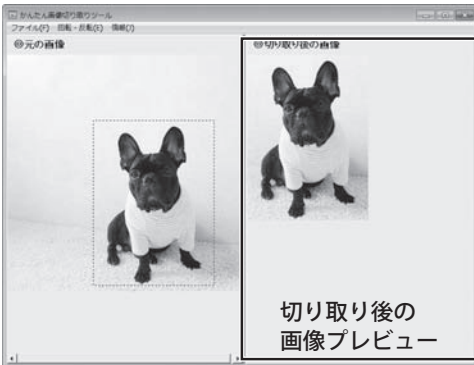 かんたん画像切り取りツール
ファイル(F) 回転・反転(E) 情報(?)
◎元の画像
◎切り取り後の画像
切り取り後の
画像プレビュー